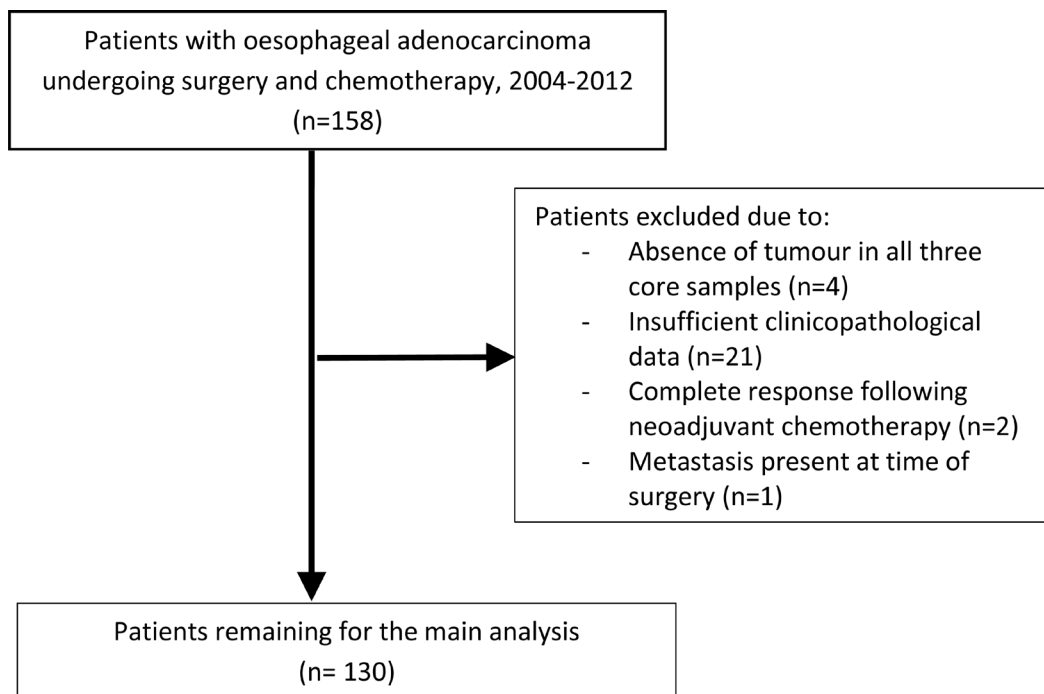 Patients with oesophageal adenocarcinoma
undergoing surgery and chemotherapy, 2004-2012
(n=158)
Patients excluded due to:
- Absence of tumour in all three
core samples (n=4)
- Insufficient clinicopathological
data (n=21)
- Complete response following
neoadjuvant chemotherapy (n=2)
- Metastasis present at time of
surgery (n=1)
Patients remaining for the main analysis
(n= 130)